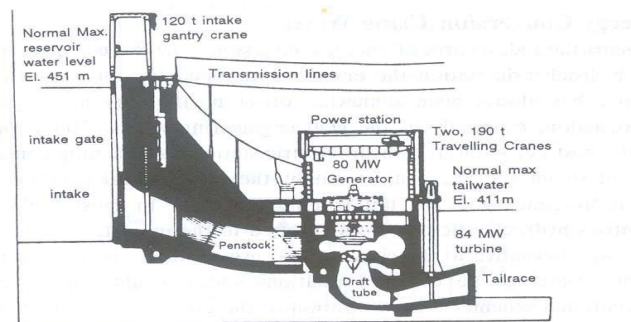 Normal Max.
reservoir
water level
El. 451 m
120 t intake
gantry crane
Transmission lines
Power station
intake gate
80 MW
Generator
Two, 190 t
Travelling Cranes
Normal max
tailwater
El. 411m
intake
Penstock
Draft
tube
84 MW
turbine
Tailrace